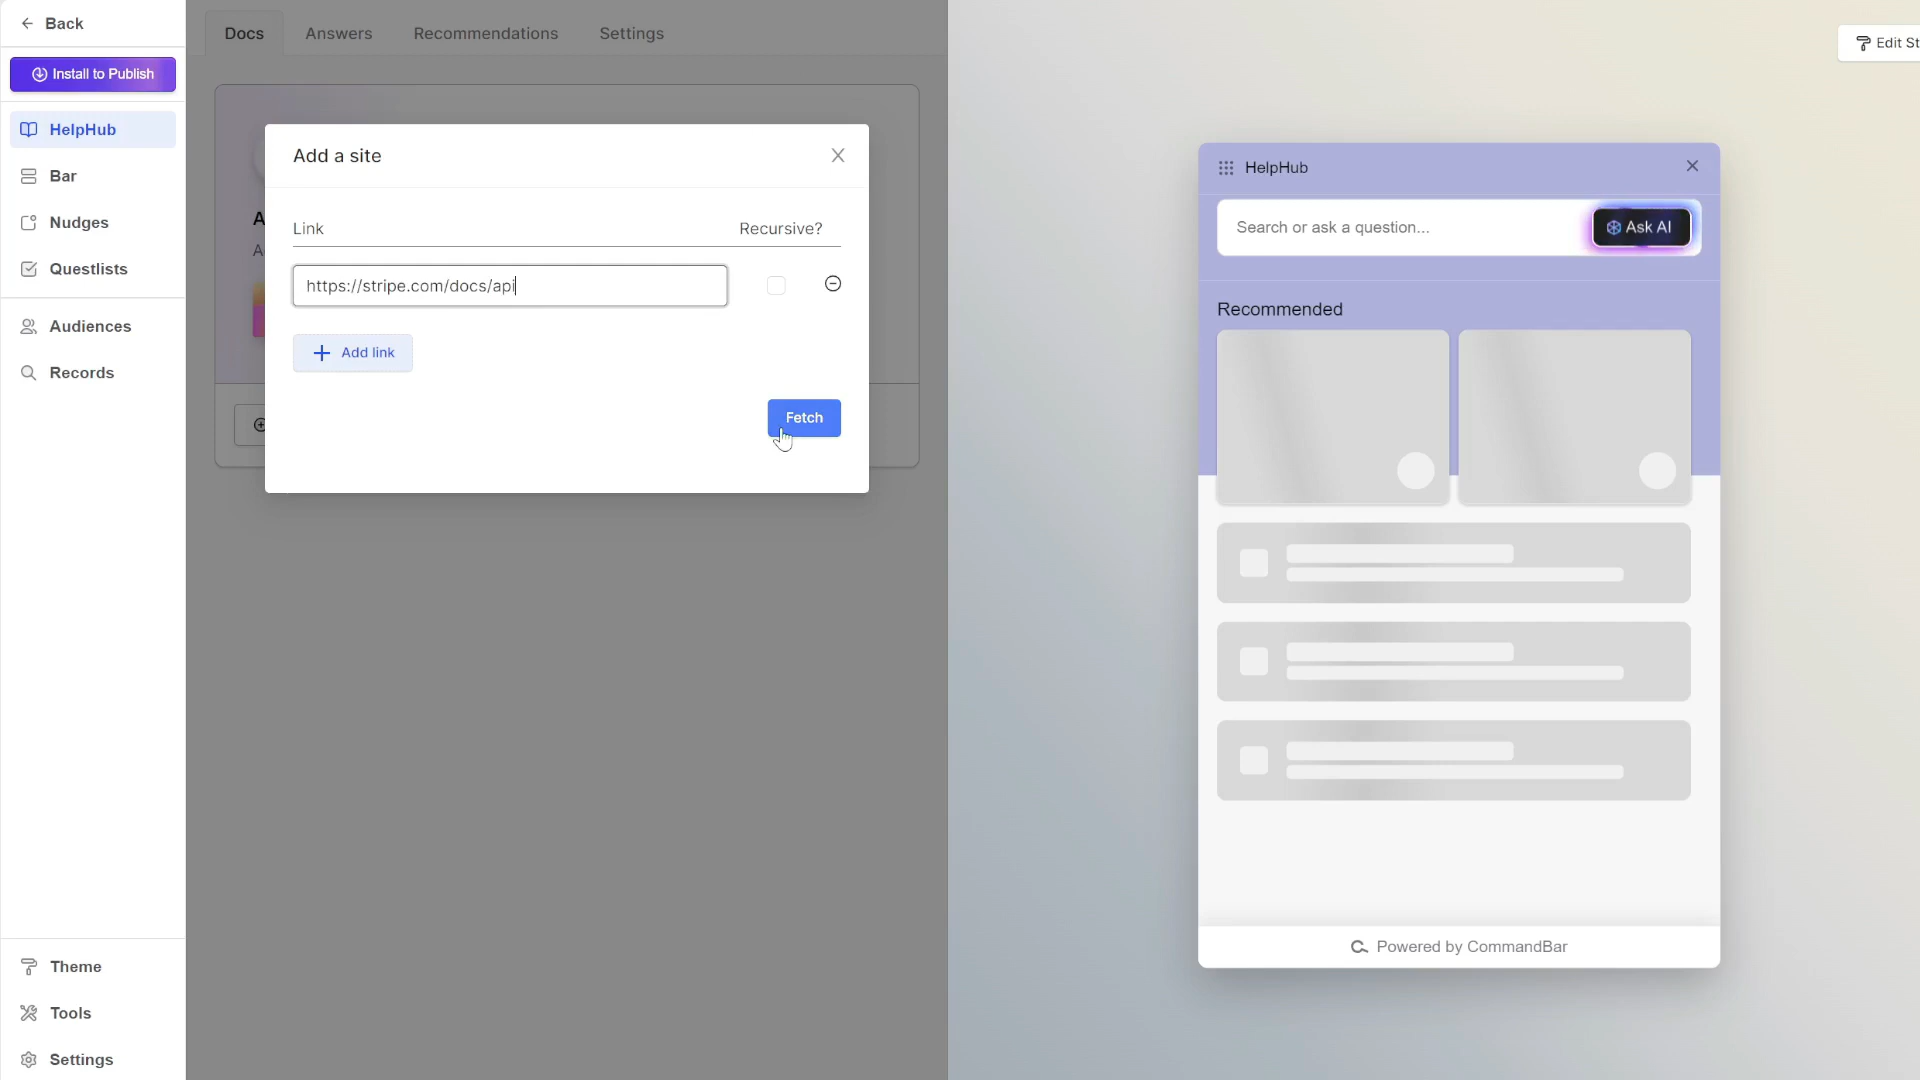 Back
Install to Publish
HelpHub
Bar
Nudges
Questlists
Audiences
Records
Theme
Tools
Settings
Docs
Answers
Recommendations
Settings
Add a site
Link
Recursive?
https://stripe.com/docs/api
Add link
Fetch
Edit St
HelpHub
Search or ask a question...
Ask AI
Recommended
Powered by CommandBar